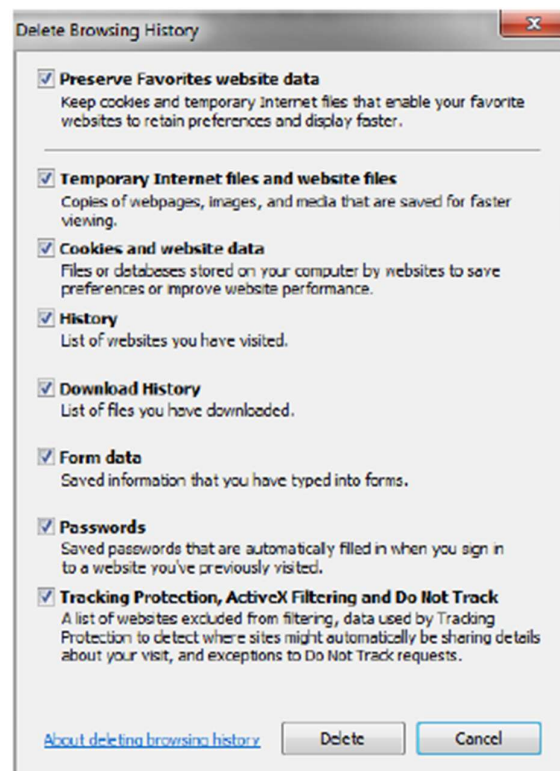 Delete Browsing History
Preserve Favorites website data
Keep cookies and temporary Internet files that enable your favorite
websites to retain preferences and display faster.
Temporary Internet files and website files
Copies of webpages, images, and media that are saved for faster
viewing.
Cookies and website data
Files or databases stored on your computer by websites to save
preferences or improve website performance.
History
List of websites you have visited.
Download History
List of files you have downloaded.
Form data
Saved information that you have typed into forms.
Passwords
Saved passwords that are automatically filled in when you sign in
to a website you've previously visited.
Tracking Protection, ActiveX Filtering and Do Not Track
A list of websites excluded from filtering, data used by Tracking
Protection to detect where sites might automatically be sharing details
about your visit, and exceptions to Do Not Track requests.
About deleting browsing history Delete Cancel